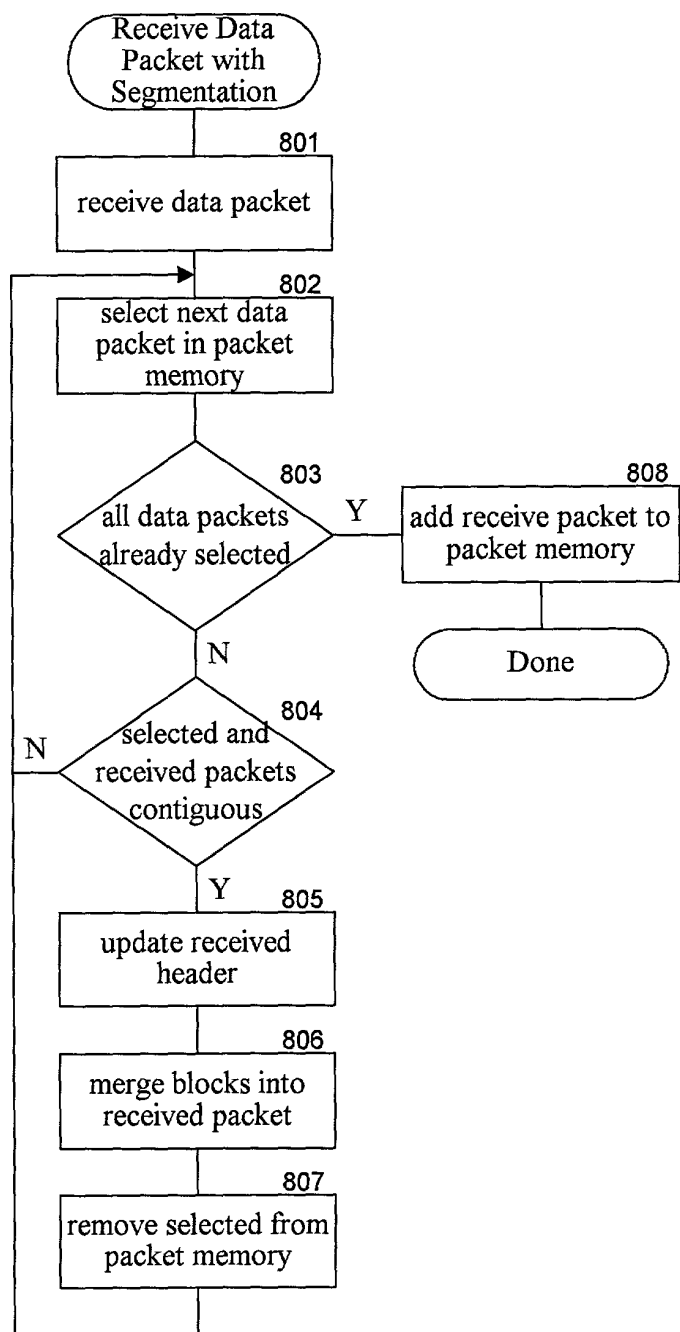 Receive Data
Packet with
Segmentation
801
receive data packet
802
select next data
packet in packet
memory
803
all data packets
already selected
Y
808
add receive packet to
packet memory
Done
N
804
selected and
received packets
contiguous
N
Y
805
update received
header
806
merge blocks into
received packet
807
remove selected from
packet memory